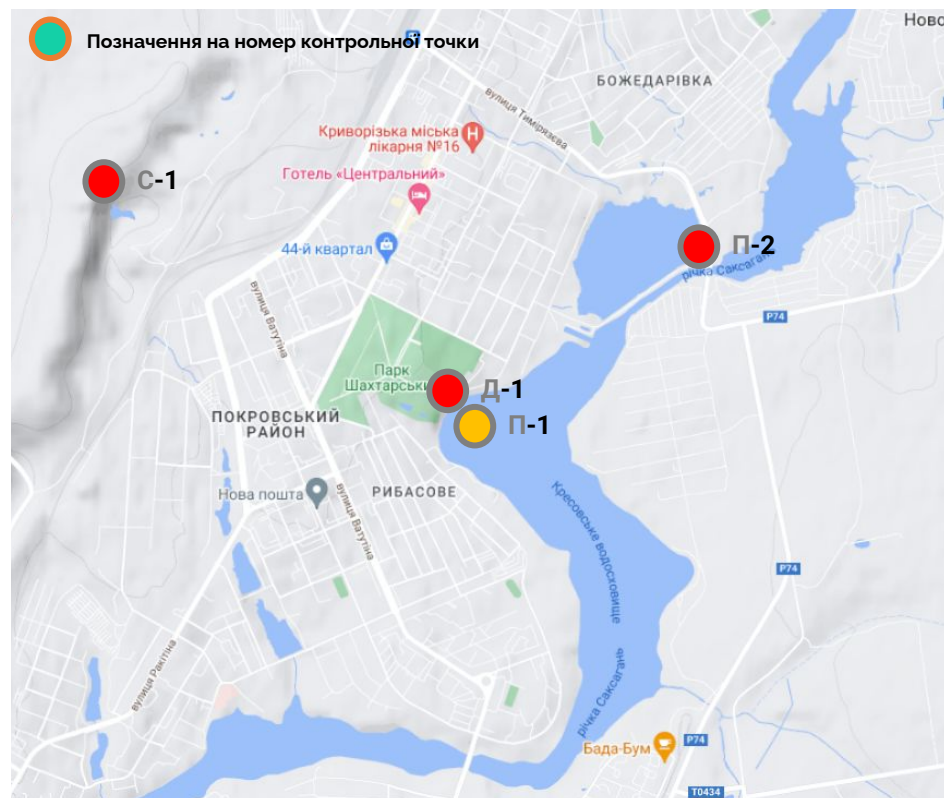 Ново
Позначення на номер контрольної точки
БОЖЕДАРІВКА
вулиця Тимірязєва
Криворізька міська
лікарня №16
Готель «Центральний»
С-1
44-й квартал
П-2
річка Саксагань
вулиця Ватутіна
P74
Парк
Шахтарський
Д-1
П-1
ПОКРОВСЬКИЙ
РАЙОН
Нова пошта
РИБАСОВЕ
вулиця Ватутіна
Кресовське водосховище
P74
вулиця Ракітіна
річка Саксагань
Бада-Бум
P74
T0434